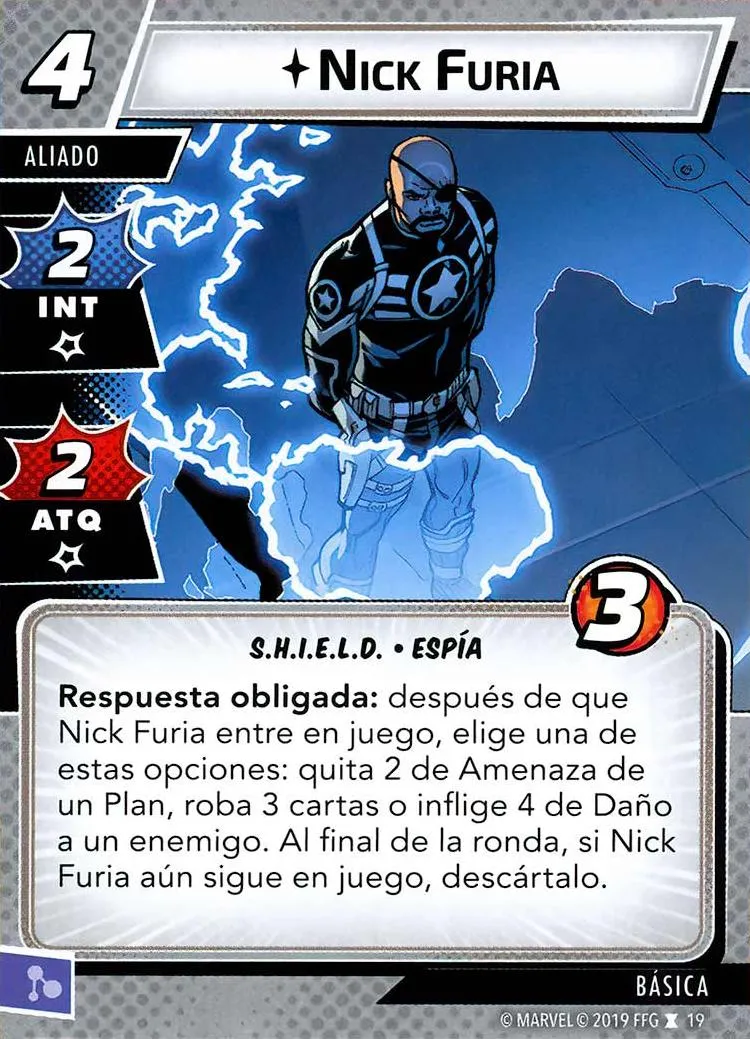 4
NICK FURIA
ALIADO
2
INT
2
ATQ
3
S.H.I.E.L.D. • ESPÍA
Respuesta obligada: después de que
Nick Furia entre en juego, elige una de
estas opciones: quita 2 de Amenaza de
un Plan, roba 3 cartas o inflige 4 de Daño
a un enemigo. Al final de la ronda, si Nick
Furia aún sigue en juego, descártalo.
BÁSICA
© MARVEL © 2019 FFG 19